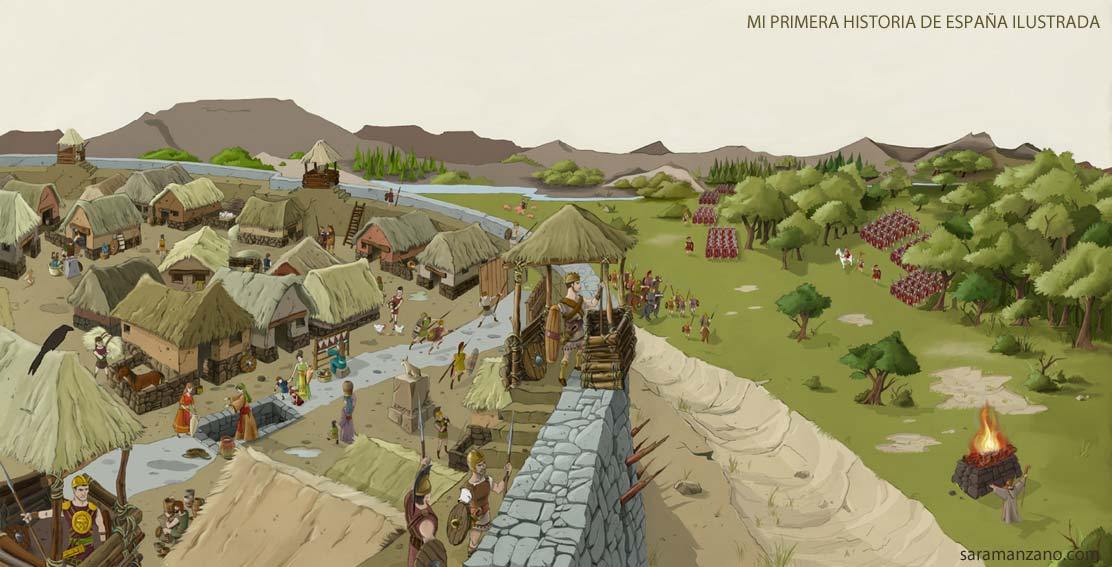 MI PRIMERA HISTORIA DE ESPAÑA ILUSTRADA
saramanzano.com